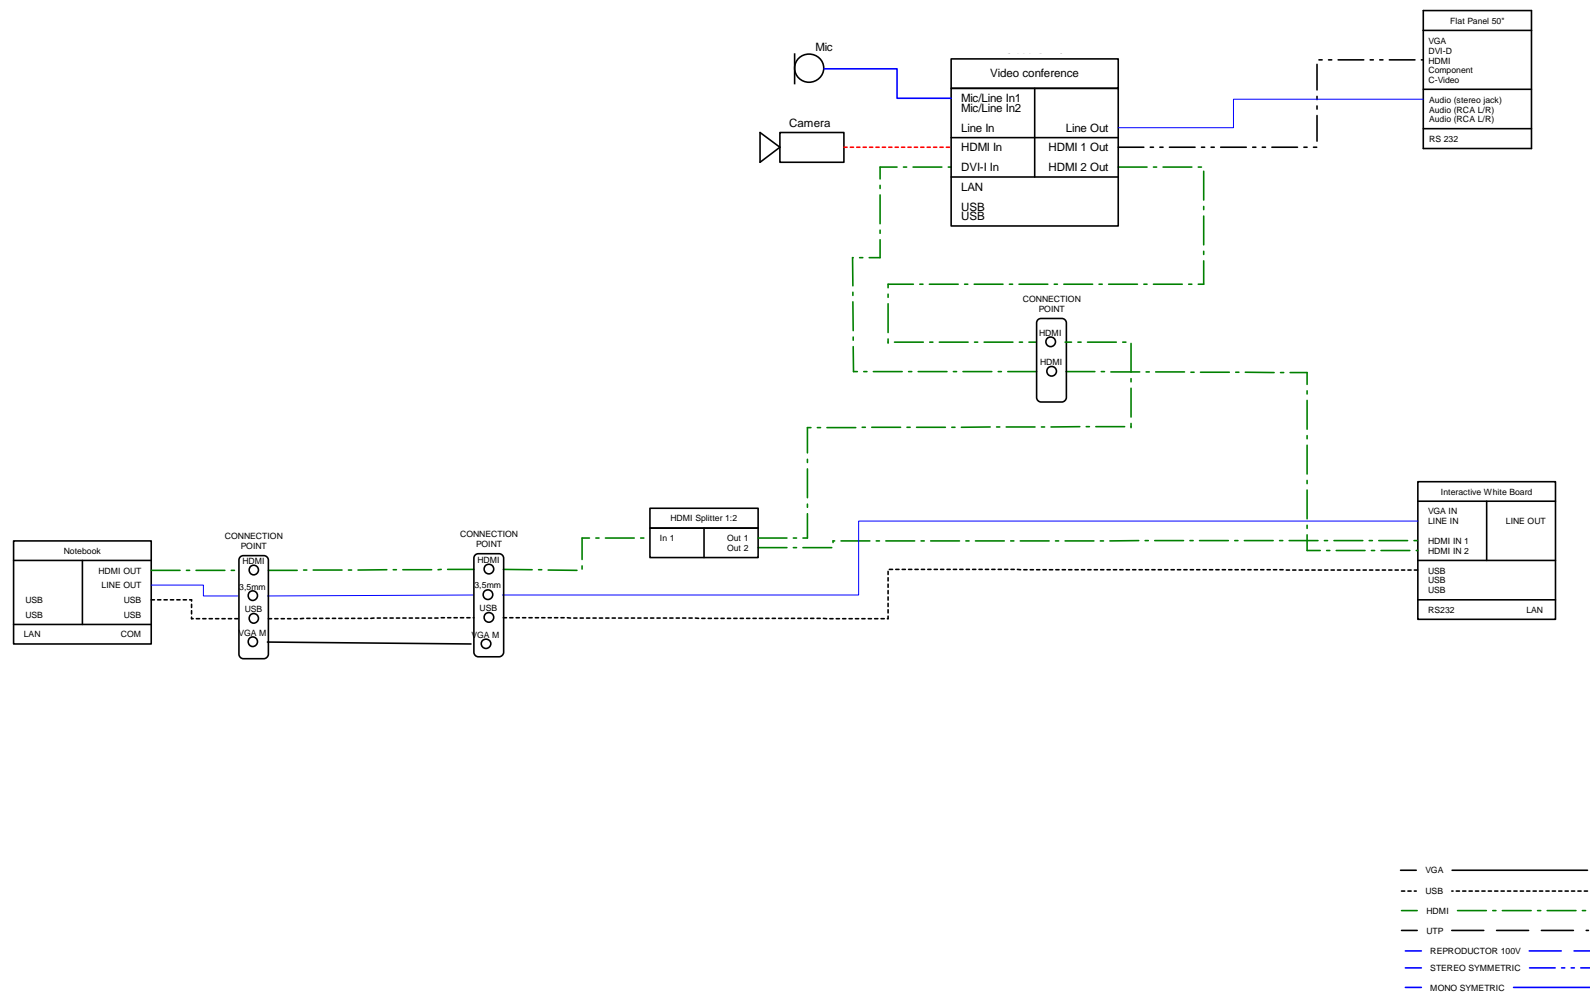 Mic
Camera
Video conference
Mic/Line In1
Mic/Line In2
Line In
Line Out
HDMI In
HDMI 1 Out
DVI-I In
HDMI 2 Out
LAN
USB
USB
Flat Panel 50"
VGA
DVI-D
HDMI
Component
C-Video
Audio (stereo jack)
Audio (RCA L/R)
Audio (RCA L/R)
RS 232
CONNECTION
POINT
HDMI
HDMI
Notebook
HDMI OUT
LINE OUT
USB USB
USB USB
LAN COM
CONNECTION
POINT
HDMI
3,5mm
USB
VGA M
CONNECTION
POINT
HDMI
3,5mm
USB
VGA M
HDMI Splitter 1:2
In 1
Out 1
Out 2
Interactive White Board
VGA IN
LINE IN
LINE OUT
HDMI IN 1
HDMI IN 2
USB
USB
USB
RS232 LAN
VGA
USB
HDMI
UTP
REPRODUCTOR 100V
STEREO SYMMETRIC
MONO SYMETRIC